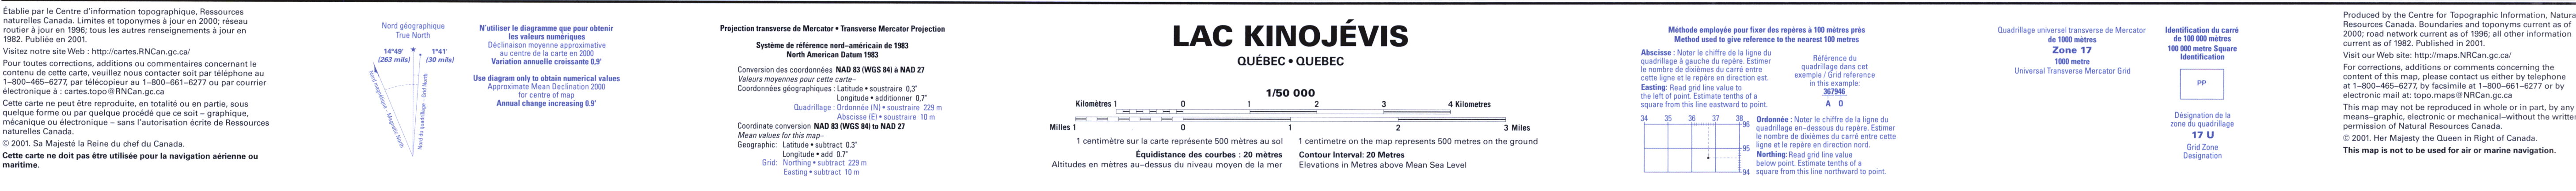 Établie par le Centre d'information topographique, Ressources
naturelles Canada. Limites et toponymes à jour en 2000; réseau
routier à jour en 1996; tous les autres renseignements à jour en
1982. Publiée en 2001.
Visitez notre site Web : http://cartes.RNCan.gc.ca/
Pour toutes corrections, additions ou commentaires concernant le
contenu de cette carte, veuillez nous contacter soit par téléphone au
1-800-465-6277, par télécopieur au 1-800-661-6277 ou par courrier
électronique à : cartes.topo@RNCan.gc.ca
Cette carte ne peut être reproduite, en totalité ou en partie, sous
quelque forme ou par quelque procédé que ce soit – graphique,
mécanique ou électronique – sans l'autorisation écrite de Ressources
naturelles Canada.
© 2001. Sa Majesté la Reine du chef du Canada.
Cette carte ne doit pas être utilisée pour la navigation aérienne ou
maritime.
Nord géographique
True North
14°49' 1°41'
(263 mils) (30 mils)
Nord magnétique - Magnetic North
Nord du quadrillage - Grid North
N'utiliser le diagramme que pour obtenir
les valeurs numériques
Déclinaison moyenne approximative
au centre de la carte en 2000
Variation annuelle croissante 0,9'
Use diagram only to obtain numerical values
Approximate Mean Declination 2000
for centre of map
Annual change increasing 0.9'
Projection transverse de Mercator • Transverse Mercator Projection
Système de référence nord-américain de 1983
North American Datum 1983
Conversion des coordonnées NAD 83 (WGS 84) à NAD 27
Valeurs moyennes pour cette carte-
Coordonnées géographiques : Latitude • soustraire 0,3"
Longitude • additionner 0,7"
Quadrillage : Ordonnée (N) • soustraire 229 m
Abscisse (E) • soustraire 10 m
Coordinate conversion NAD 83 (WGS 84) to NAD 27
Mean values for this map-
Geographic: Latitude • subtract 0.3"
Longitude • add 0.7"
Grid: Northing • subtract 229 m
Easting • subtract 10 m
LAC KINOJÉVIS
QUÉBEC • QUEBEC
1/50 000
Kilomètres 1 0 1 2 3 4 Kilometres
Milles 1 0 1 2 3 Miles
1 centimètre sur la carte représente 500 mètres au sol
1 centimetre on the map represents 500 metres on the ground
Équidistance des courbes : 20 mètres
Altitudes en mètres au-dessus du niveau moyen de la mer
Contour Interval: 20 Metres
Elevations in Metres above Mean Sea Level
Méthode employée pour fixer des repères à 100 mètres près
Method used to give reference to the nearest 100 metres
Abscisse : Noter le chiffre de la ligne du
quadrillage à gauche du repère. Estimer
le nombre de dixièmes du carré entre
cette ligne et le repère en direction est.
Easting: Read grid line value to
the left of point. Estimate tenths of a
square from this line eastward to point.
Référence du
quadrillage dans cet
exemple / Grid reference
in this example:
367946
A O
34 35 36 37 38
96
95
94
Ordonnée : Noter le chiffre de la ligne du
quadrillage en-dessous du repère. Estimer
le nombre de dixièmes du carré entre cette
ligne et le repère en direction nord.
Northing: Read grid line value
below point. Estimate tenths of a
square from this line northward to point.
Quadrillage universel transverse de Mercator
de 1000 mètres
Zone 17
1000 metre
Universal Transverse Mercator Grid
Identification du carré
de 100 000 mètres
100 000 metre Square
Identification
PP
Désignation de la
zone du quadrillage
17 U
Grid Zone
Designation
Produced by the Centre for Topographic Information, Natur
Resources Canada. Boundaries and toponyms current as of
2000; road network current as of 1996; all other information
current as of 1982. Published in 2001.
Visit our Web site: http://maps.NRCan.gc.ca/
For corrections, additions or comments concerning the
content of this map, please contact us either by telephone
at 1-800-465-6277, by facsimile at 1-800-661-6277 or by
electronic mail at: topo.maps@NRCan.gc.ca
This map may not be reproduced in whole or in part, by any
means–graphic, electronic or mechanical–without the writte
permission of Natural Resources Canada.
© 2001. Her Majesty the Queen in Right of Canada.
This map is not to be used for air or marine navigation.